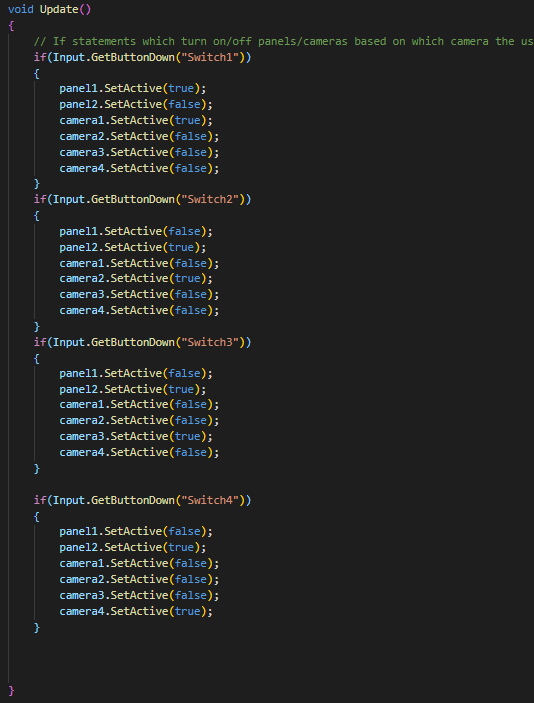 void Update()
{
// If statements which turn on/off panels/cameras based on which camera the us
if(Input.GetButtonDown("Switch1"))
{
panel1.SetActive(true);
panel2.SetActive(false);
camera1.SetActive(true);
camera2.SetActive(false);
camera3.SetActive(false);
camera4.SetActive(false);
}
if(Input.GetButtonDown("Switch2"))
{
panel1.SetActive(false);
panel2.SetActive(true);
camera1.SetActive(false);
camera2.SetActive(true);
camera3.SetActive(false);
camera4.SetActive(false);
}
if(Input.GetButtonDown("Switch3"))
{
panel1.SetActive(false);
panel2.SetActive(true);
camera1.SetActive(false);
camera2.SetActive(false);
camera3.SetActive(true);
camera4.SetActive(false);
}
if(Input.GetButtonDown("Switch4"))
{
panel1.SetActive(false);
panel2.SetActive(true);
camera1.SetActive(false);
camera2.SetActive(false);
camera3.SetActive(false);
camera4.SetActive(true);
}
}